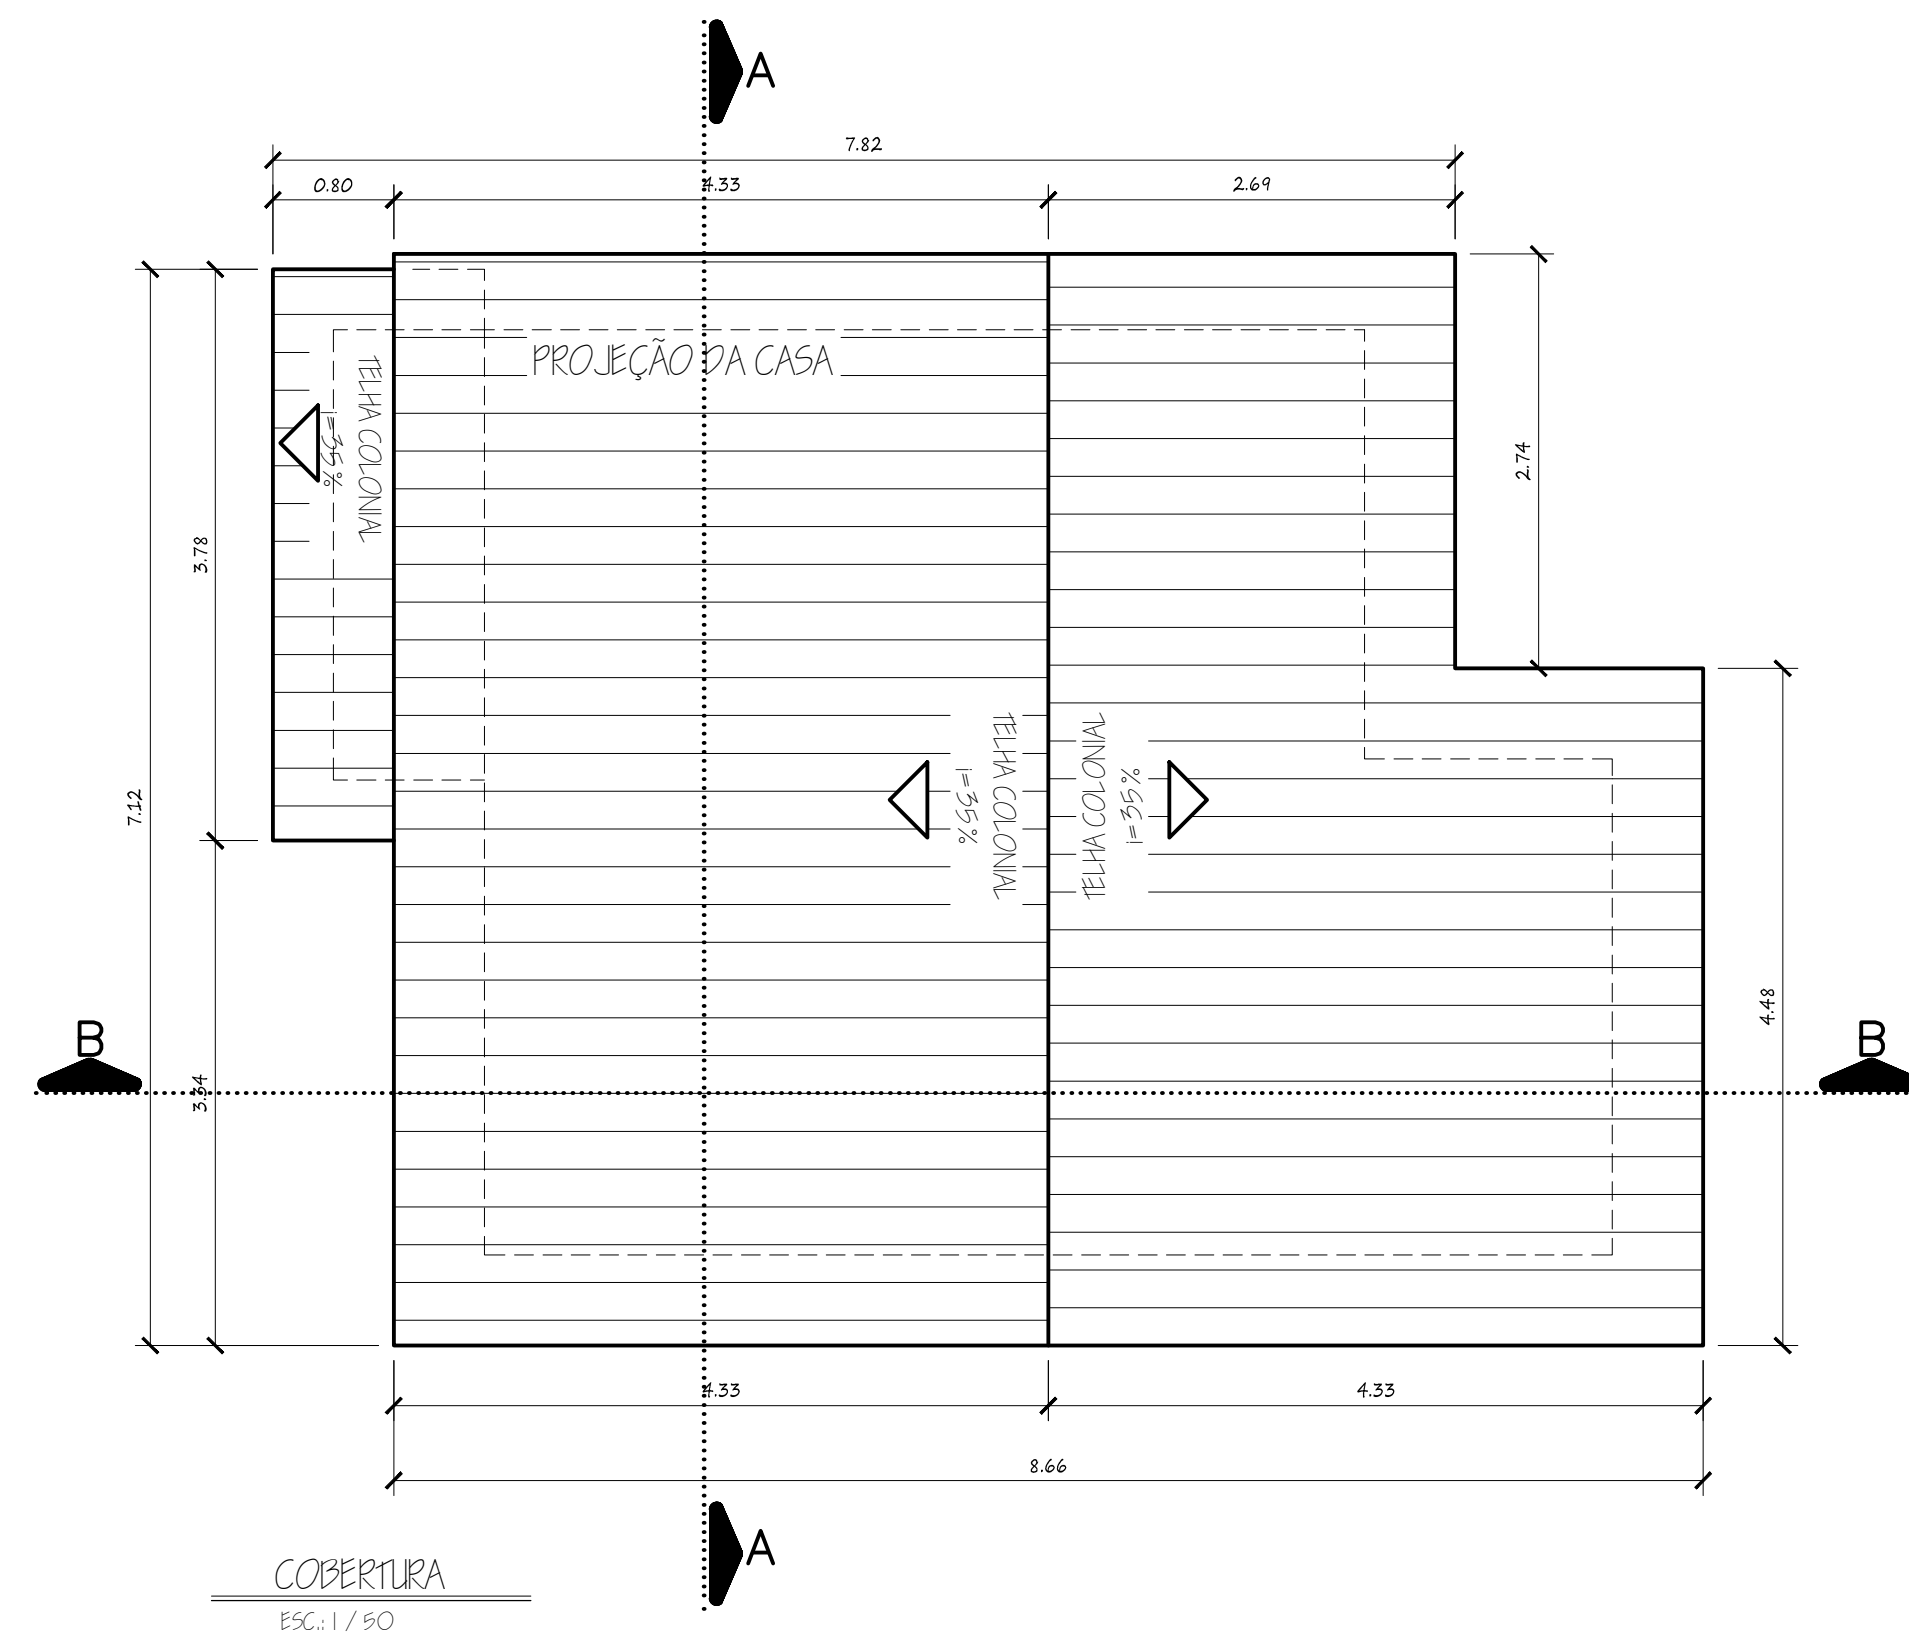 A
7.82
0.80
4.33
2.69
PROJEÇÃO DA CASA
TELHA COLONIAL
i=35%
2.74
3.78
TELHA COLONIAL
i=35%
TELHA COLONIAL
i=35%
7.12
4.48
B
B
3.34
4.33
4.33
8.66
A
COBERTURA
ESC.: 1 / 50